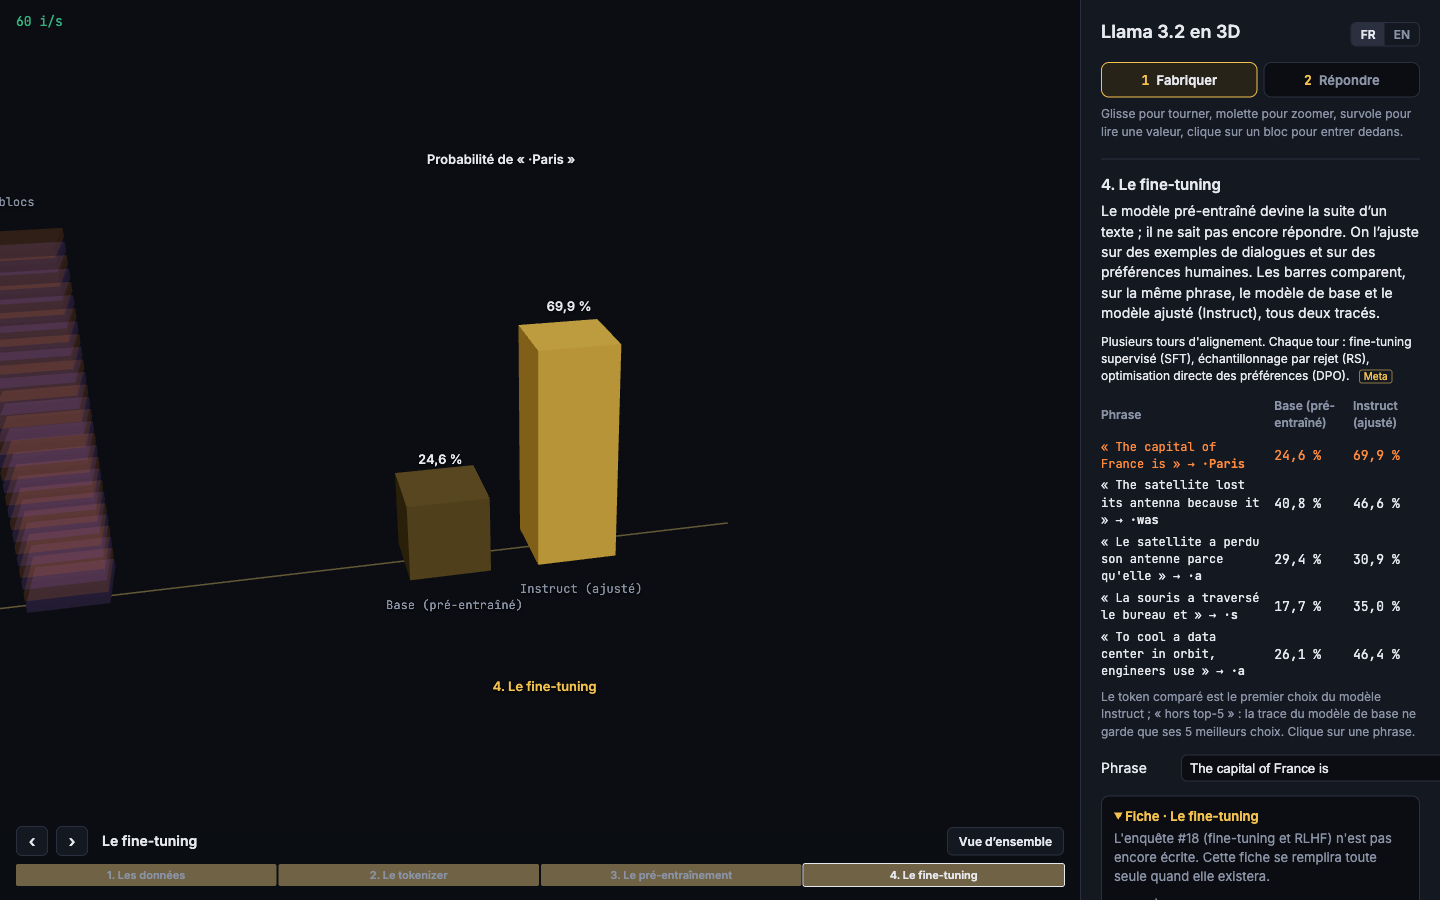 60 i/s
Probabilité de « ·Paris »
blocs
69,9 %
24,6 %
Instruct (ajusté)
Base (pré-entraîné)
4. Le fine-tuning
‹ › Le fine-tuning
Vue d’ensemble
1. Les données
2. Le tokenizer
3. Le pré-entraînement
4. Le fine-tuning
Llama 3.2 en 3D
FR EN
1 Fabriquer
2 Répondre
Glisse pour tourner, molette pour zoomer, survole pour
lire une valeur, clique sur un bloc pour entrer dedans.
4. Le fine-tuning
Le modèle pré-entraîné devine la suite d’un
texte ; il ne sait pas encore répondre. On l’ajuste
sur des exemples de dialogues et sur des
préférences humaines. Les barres comparent,
sur la même phrase, le modèle de base et le
modèle ajusté (Instruct), tous deux tracés.
Plusieurs tours d'alignement. Chaque tour : fine-tuning
supervisé (SFT), échantillonnage par rejet (RS),
optimisation directe des préférences (DPO). Meta
Phrase
Base (pré-
entraîné)
Instruct
(ajusté)
« The capital of
France is » → ·Paris
24,6 %
69,9 %
« The satellite lost
its antenna because it
» → ·was
40,8 %
46,6 %
« Le satellite a perdu
son antenne parce
qu'elle » → ·a
29,4 %
30,9 %
« La souris a traversé
le bureau et » → ·s
17,7 %
35,0 %
« To cool a data
center in orbit,
engineers use » → ·a
26,1 %
46,4 %
Le token comparé est le premier choix du modèle
Instruct ; « hors top-5 » : la trace du modèle de base ne
garde que ses 5 meilleurs choix. Clique sur une phrase.
Phrase
The capital of France is
▼ Fiche · Le fine-tuning
L'enquête #18 (fine-tuning et RLHF) n'est pas
encore écrite. Cette fiche se remplira toute
seule quand elle existera.